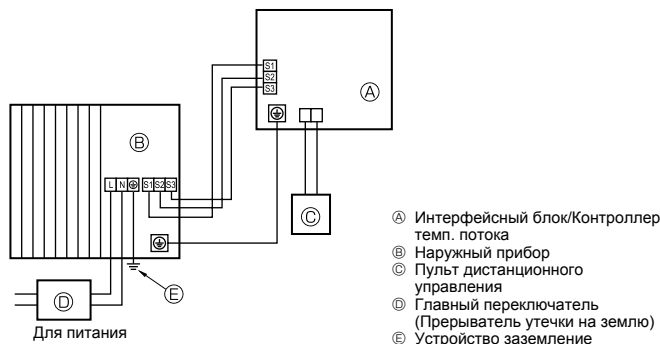 S1
S2
S3
Ⓐ
Ⓑ
L N S1 S2 S3
Ⓒ
Ⓓ
Ⓔ
Для питания
Ⓐ Интерфейсный блок/Контроллер
темп. потока
Ⓑ Наружный прибор
Ⓒ Пульт дистанционного
управления
Ⓓ Главный переключатель
(Прерыватель утечки на землю)
Ⓔ Устройство заземление